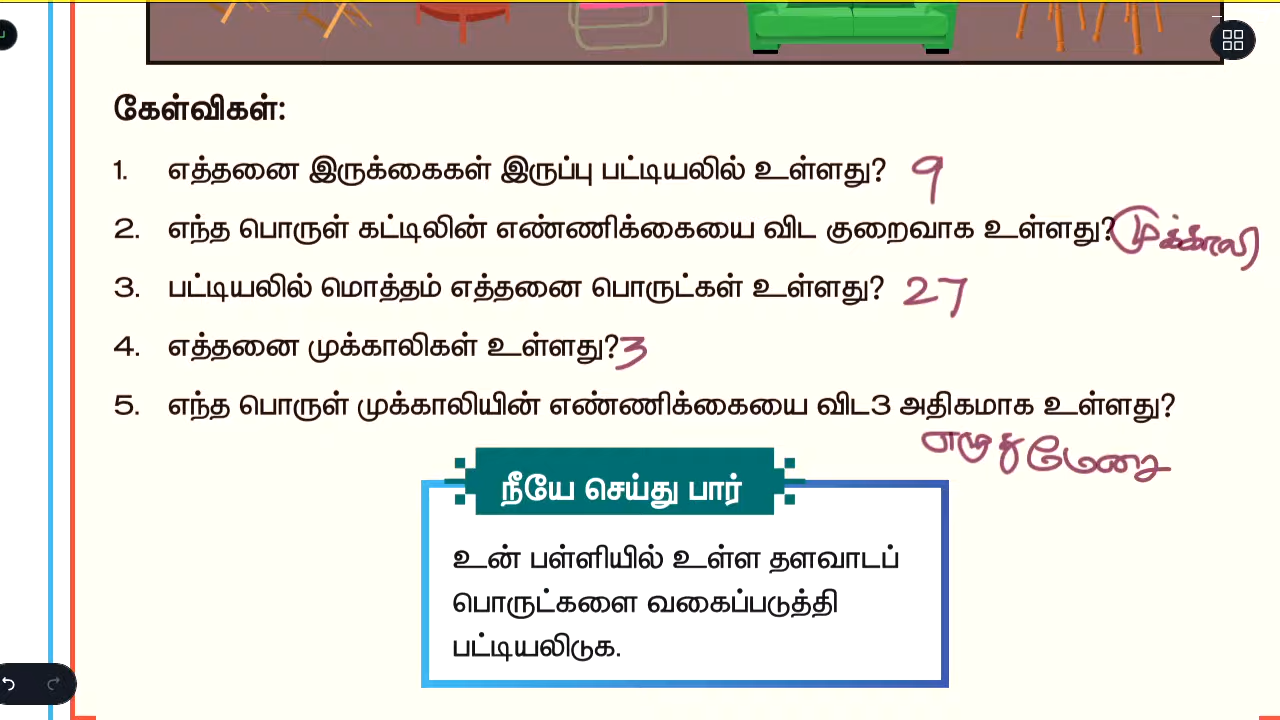 கேள்விகள்:
1. எத்தனை இருக்கைகள் இருப்பு பட்டியலில் உள்ளது? 9
2. எந்த பொருள் கட்டிலின் எண்ணிக்கையை விட குறைவாக உள்ளது? முக்காலி
3. பட்டியலில் மொத்தம் எத்தனை பொருட்கள் உள்ளது? 27
4. எத்தனை முக்காலிகள் உள்ளது? 3
5. எந்த பொருள் முக்காலியின் எண்ணிக்கையை விட3 அதிகமாக உள்ளது?
எழுது மேசை
நீயே செய்து பார்
உன் பள்ளியில் உள்ள தளவாடப்
பொருட்களை வகைப்படுத்தி
பட்டியலிடுக.